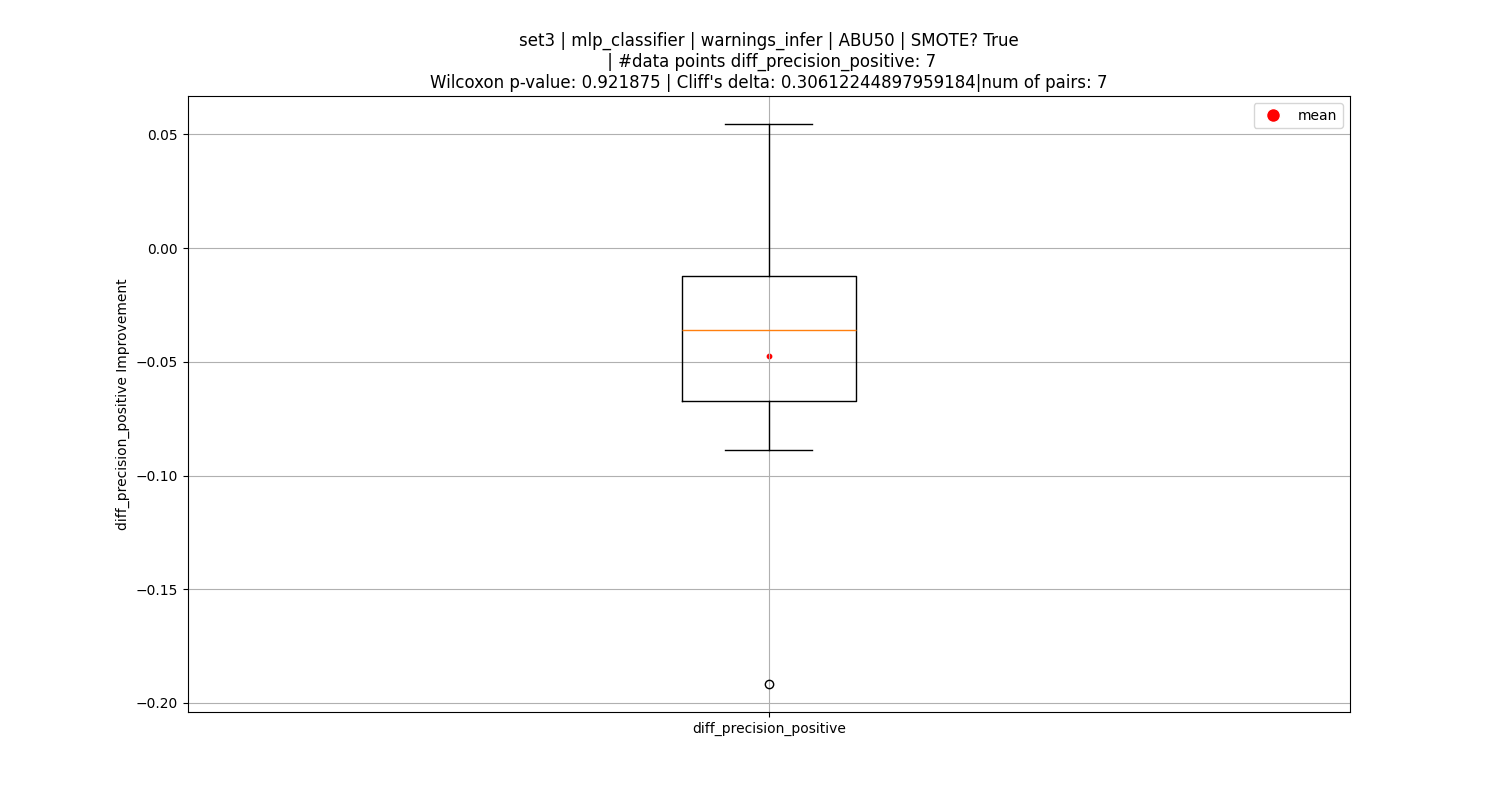 set3 | mlp_classifier | warnings_infer | ABU50 | SMOTE? True
| #data points diff_precision_positive: 7
Wilcoxon p-value: 0.921875 | Cliff's delta: 0.30612244897959184|num of pairs: 7
mean
0.05
0.00
−0.05
−0.10
−0.15
−0.20
diff_precision_positive Improvement
diff_precision_positive